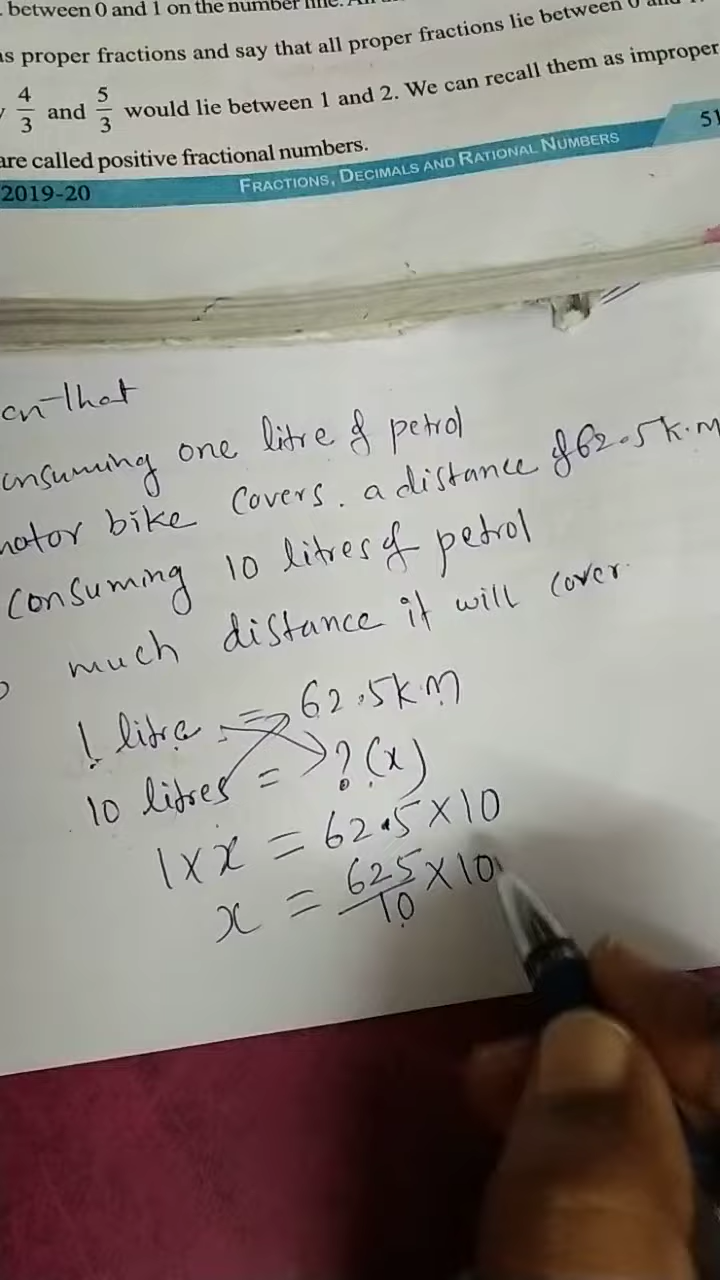 between 0 and 1 on the number line.
as proper fractions and say that all proper fractions lie between 0 and
4/3 and 5/3 would lie between 1 and 2. We can recall them as improper
are called positive fractional numbers.
2019-20 FRACTIONS, DECIMALS AND RATIONAL NUMBERS 51
en-that
onsuming one litre of petrol
motor bike covers. a distance of 62.5 k.m
consuming 10 litres of petrol
much distance it will cover.
1 litre = 62.5 k.m
10 litres = ? (x)
1 × x = 62.5 × 10
x = 625/10 × 10